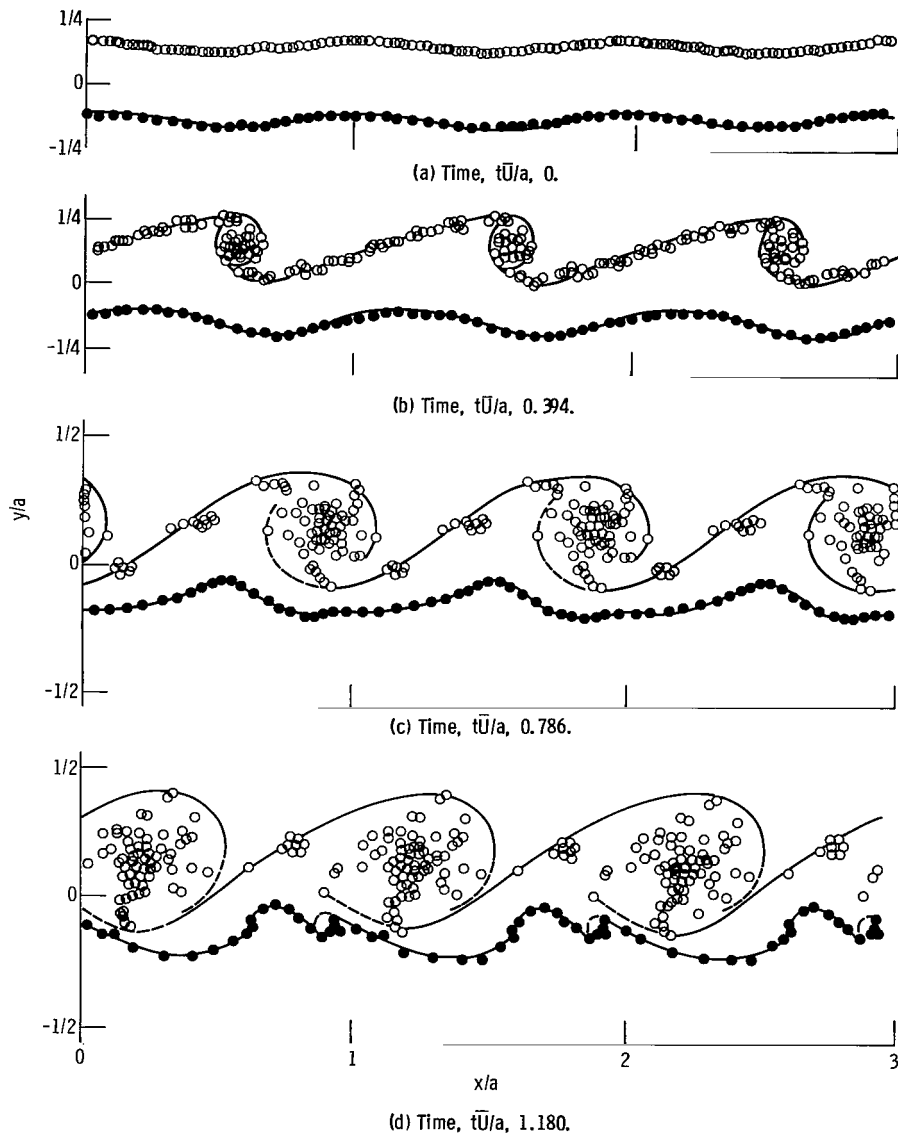 1/4
0
-1/4
(a) Time, tŪ/a, 0.
1/4
0
-1/4
(b) Time, tŪ/a, 0.394.
1/2
y/a
0
-1/2
(c) Time, tŪ/a, 0.786.
1/2
0
-1/2
0 1 2 3
x/a
(d) Time, tŪ/a, 1.180.